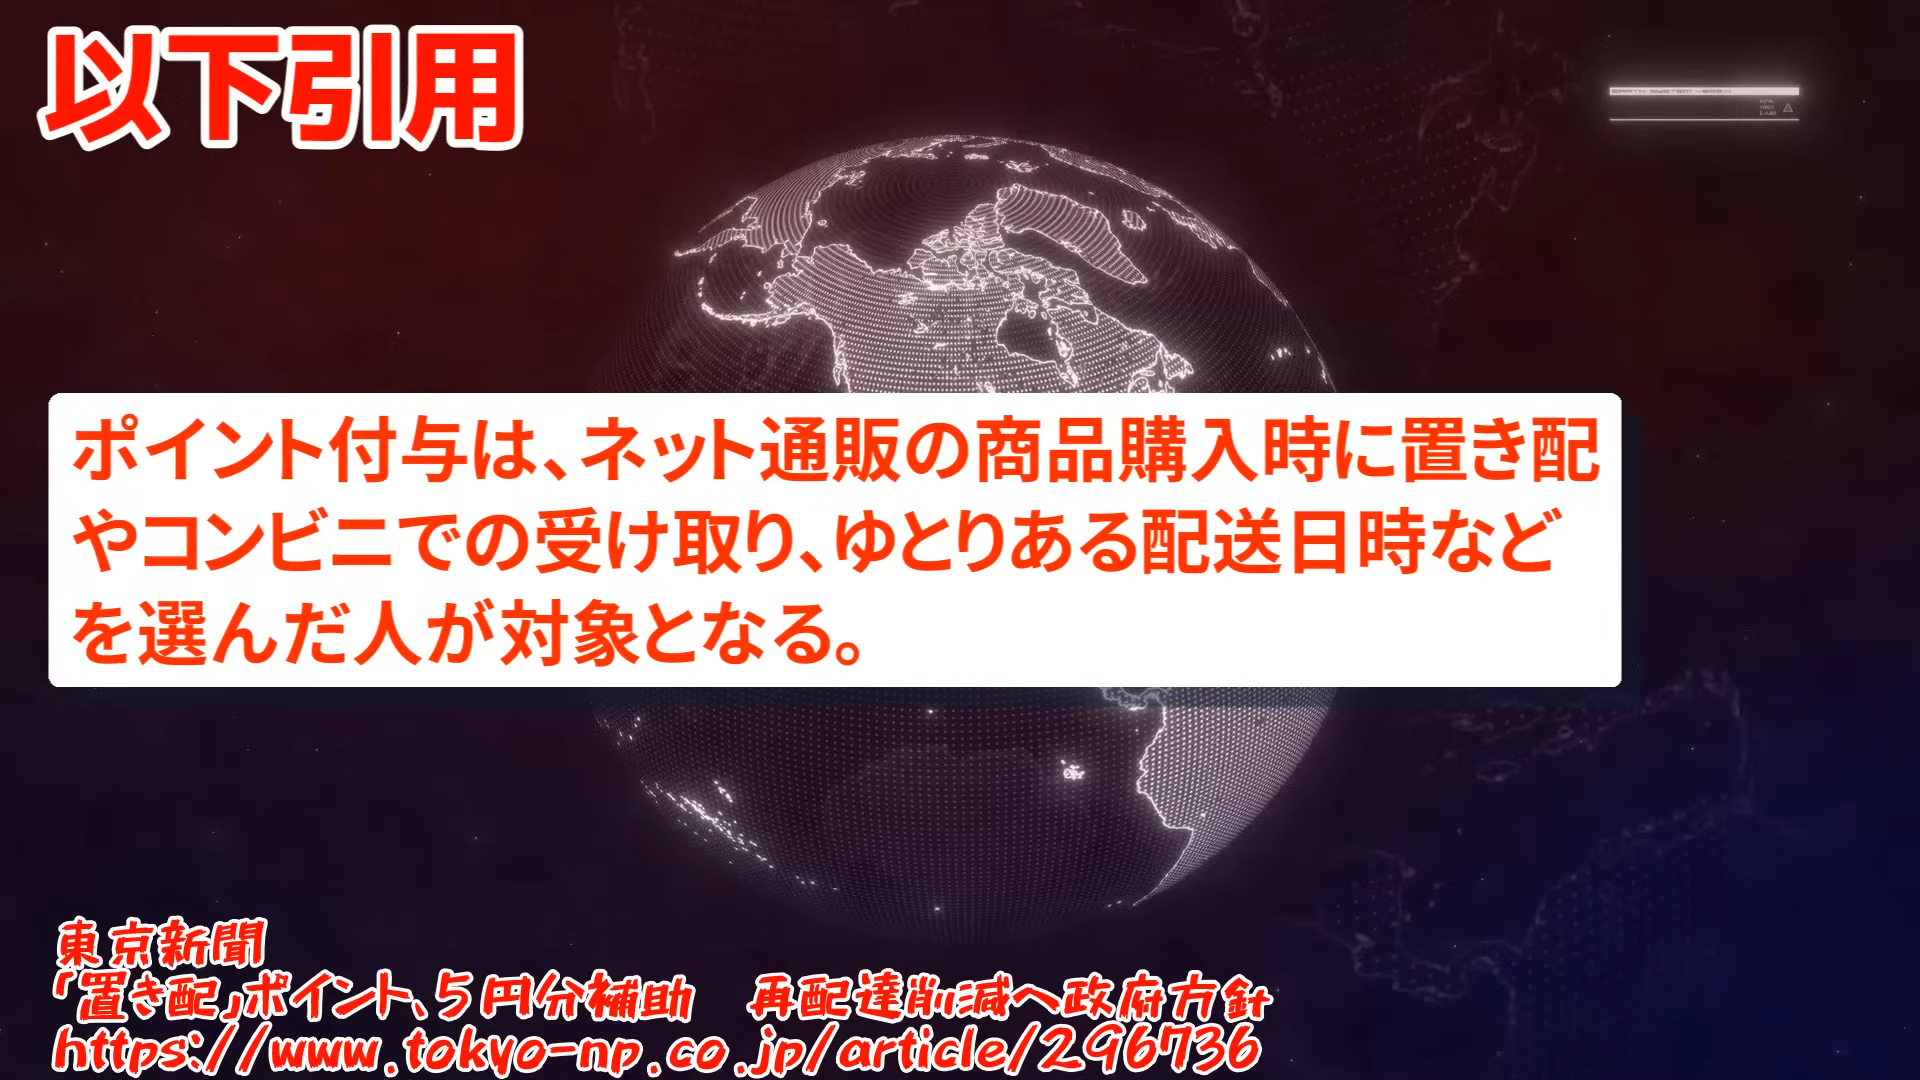 以下引用
ポイント付与は、ネット通販の商品購入時に置き配
やコンビニでの受け取り、ゆとりある配送日時など
を選んだ人が対象となる。
東京新聞
「置き配」ポイント、５円分補助　再配達削減へ政府方針
https://www.tokyo-np.co.jp/article/296736